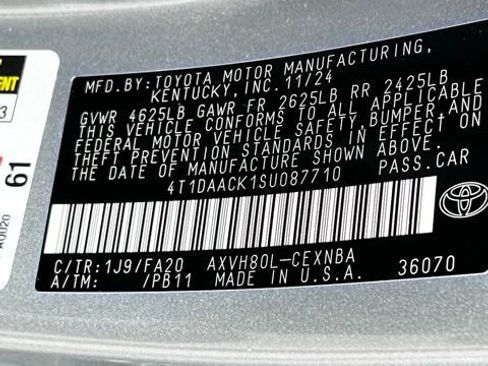 MFD.BY:TOYOTA MOTOR MANUFACTURING,
KENTUCKY,INC.11/24
GVWR 4625LB GAWR FR 2625LB RR 2425LB
THIS VEHICLE CONFORMS TO ALL APPLICABLE
FEDERAL MOTOR VEHICLE SAFETY,BUMPER,AND
THEFT PREVENTION STANDARDS IN EFFECT ON
THE DATE OF MANUFACTURE SHOWN ABOVE.
4T1DAACK1SU087710 PASS.CAR
TOYOTA
C/TR:1J9/FA20 AXVH80L-CEXNBA
A/TM: /PB11 MADE IN U.S.A. 36070
61